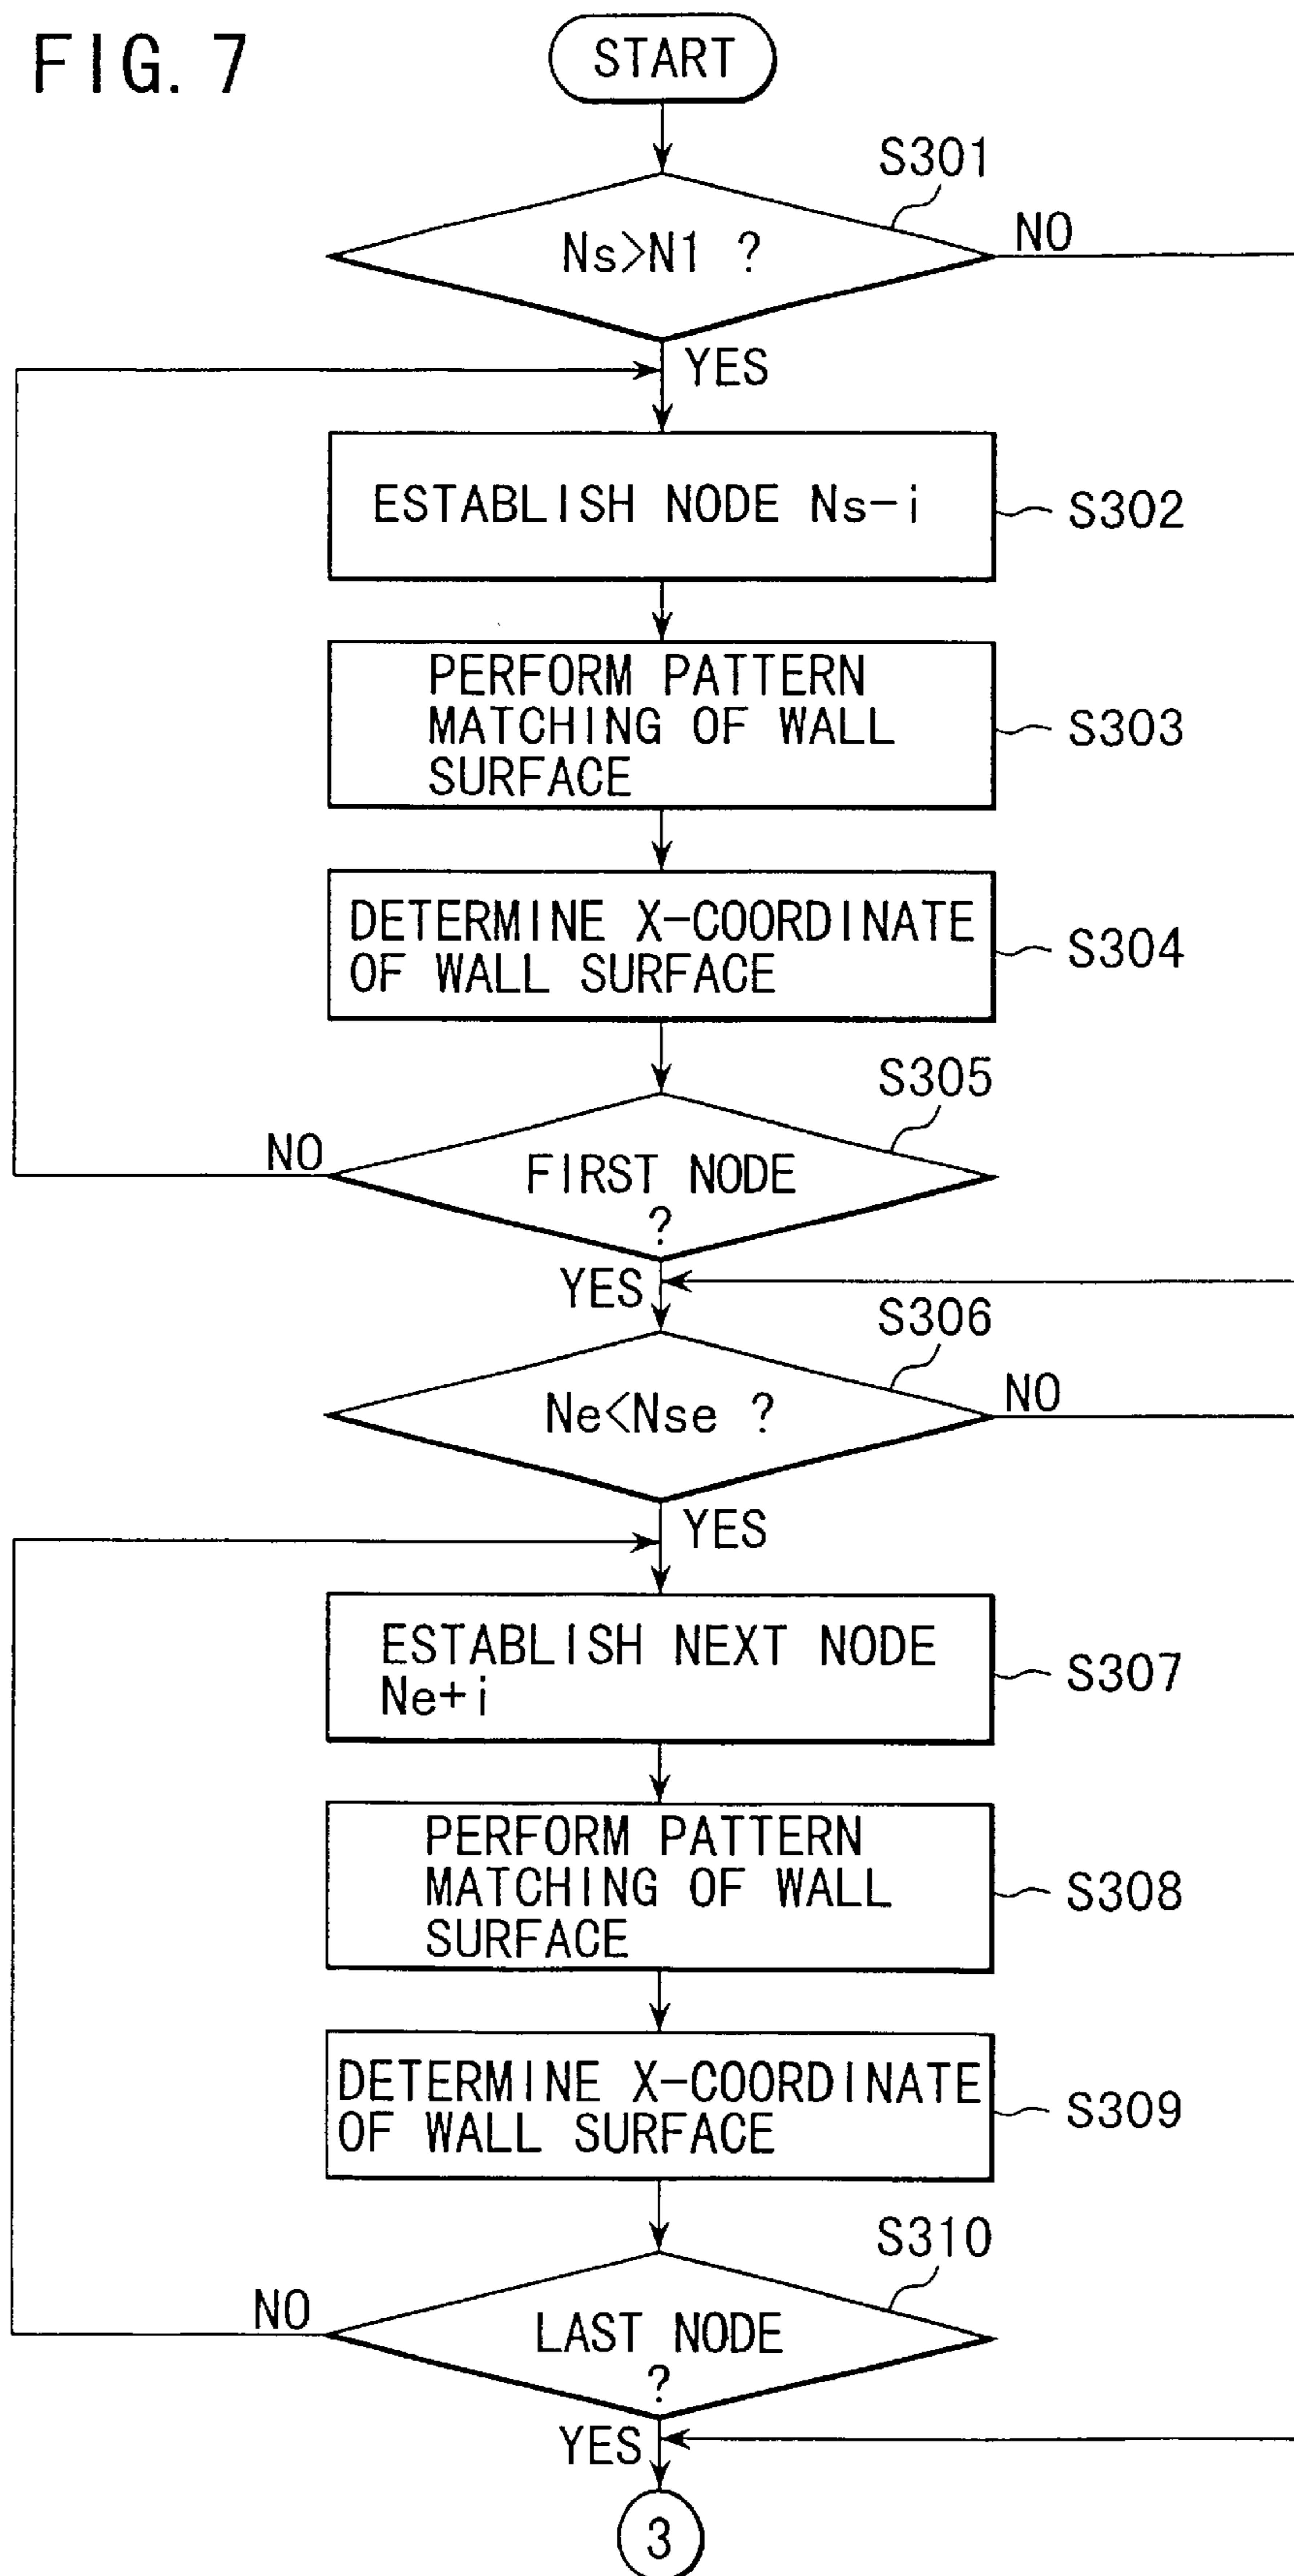 FIG. 7
START
S301
Ns>N1 ?
NO
YES
ESTABLISH NODE Ns-i
S302
PERFORM PATTERN
MATCHING OF WALL
SURFACE
S303
DETERMINE X-COORDINATE
OF WALL SURFACE
S304
S305
NO
FIRST NODE
?
YES
S306
Ne<Nse ?
NO
YES
ESTABLISH NEXT NODE
Ne+i
S307
PERFORM PATTERN
MATCHING OF WALL
SURFACE
S308
DETERMINE X-COORDINATE
OF WALL SURFACE
S309
S310
NO
LAST NODE
?
YES
3